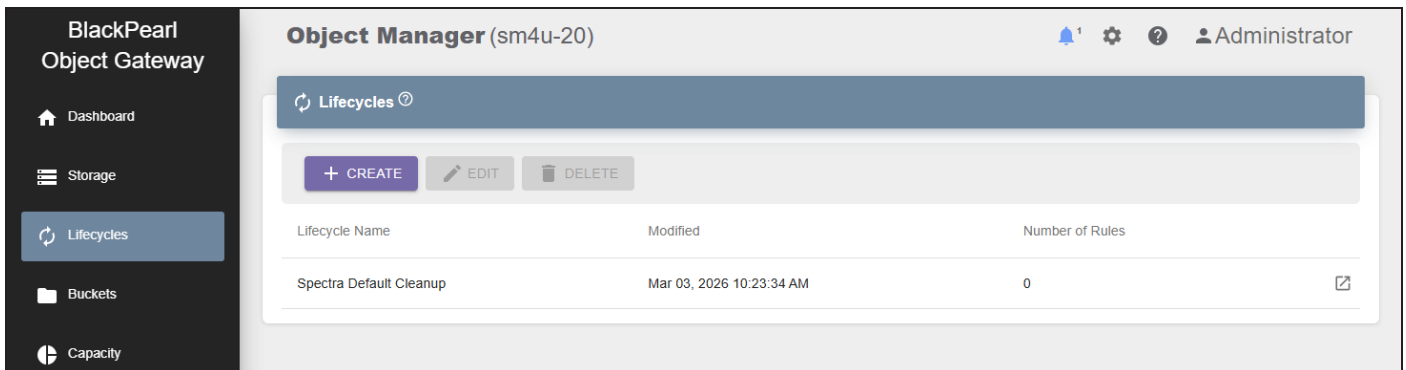 BlackPearl
Object Gateway
Dashboard
Storage
Lifecycles
Buckets
Capacity
Object Manager (sm4u-20)
1
Administrator
Lifecycles
CREATE
EDIT
DELETE
Lifecycle Name Modified Number of Rules
Spectra Default Cleanup Mar 03, 2026 10:23:34 AM 0